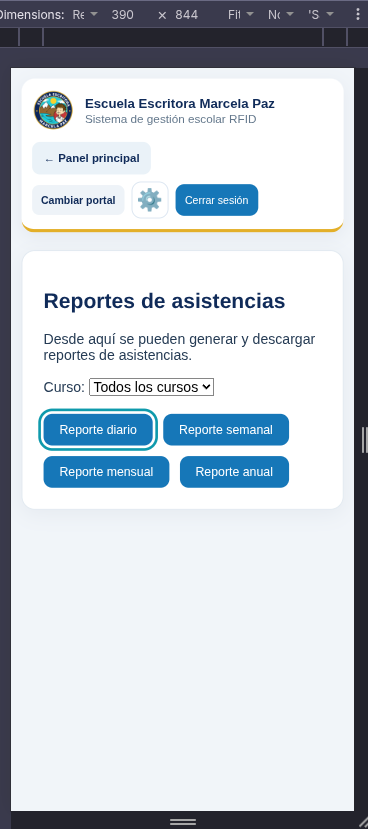 Dimensions: Re 390 × 844 Fit No 'S
Escuela Escritora Marcela Paz
Sistema de gestión escolar RFID
← Panel principal
Cambiar portal Cerrar sesión
Reportes de asistencias
Desde aquí se pueden generar y descargar
reportes de asistencias.
Curso: Todos los cursos
Reporte diario Reporte semanal
Reporte mensual Reporte anual